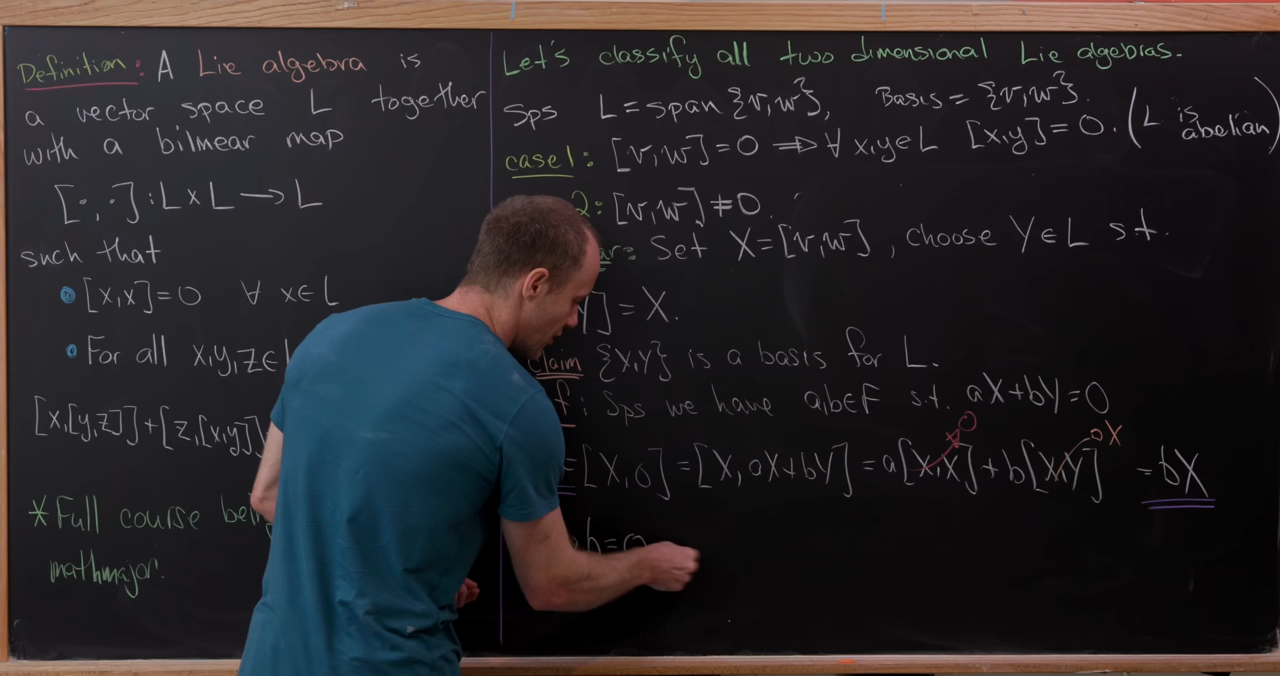 Definition: A Lie algebra is
a vector space L together
with a bilinear map
[·,·]: L x L → L
such that
• [x,x]=0 ∀ x∈L
• For all x,y,z∈L
[x,[y,z]]+[z,[x,y]]
*Full course
mathmajor.
Let's classify all two dimensional Lie algebras.
Sps L=span{v,w}, Basis={v,w}.
case1: [v,w]=0 ⟹ ∀ x,y∈L [x,y]=0. (L is abelian)
2: [v,w]≠0.
Set X=[v,w], choose Y∈L s.t.
Y]=X.
claim {X,Y} is a basis for L.
f: Sps we have a,b∈F s.t. aX+bY=0
=[X,0]=[X,aX+bY]=a[X,X]→0+b[X,Y]→X =bX
b=0